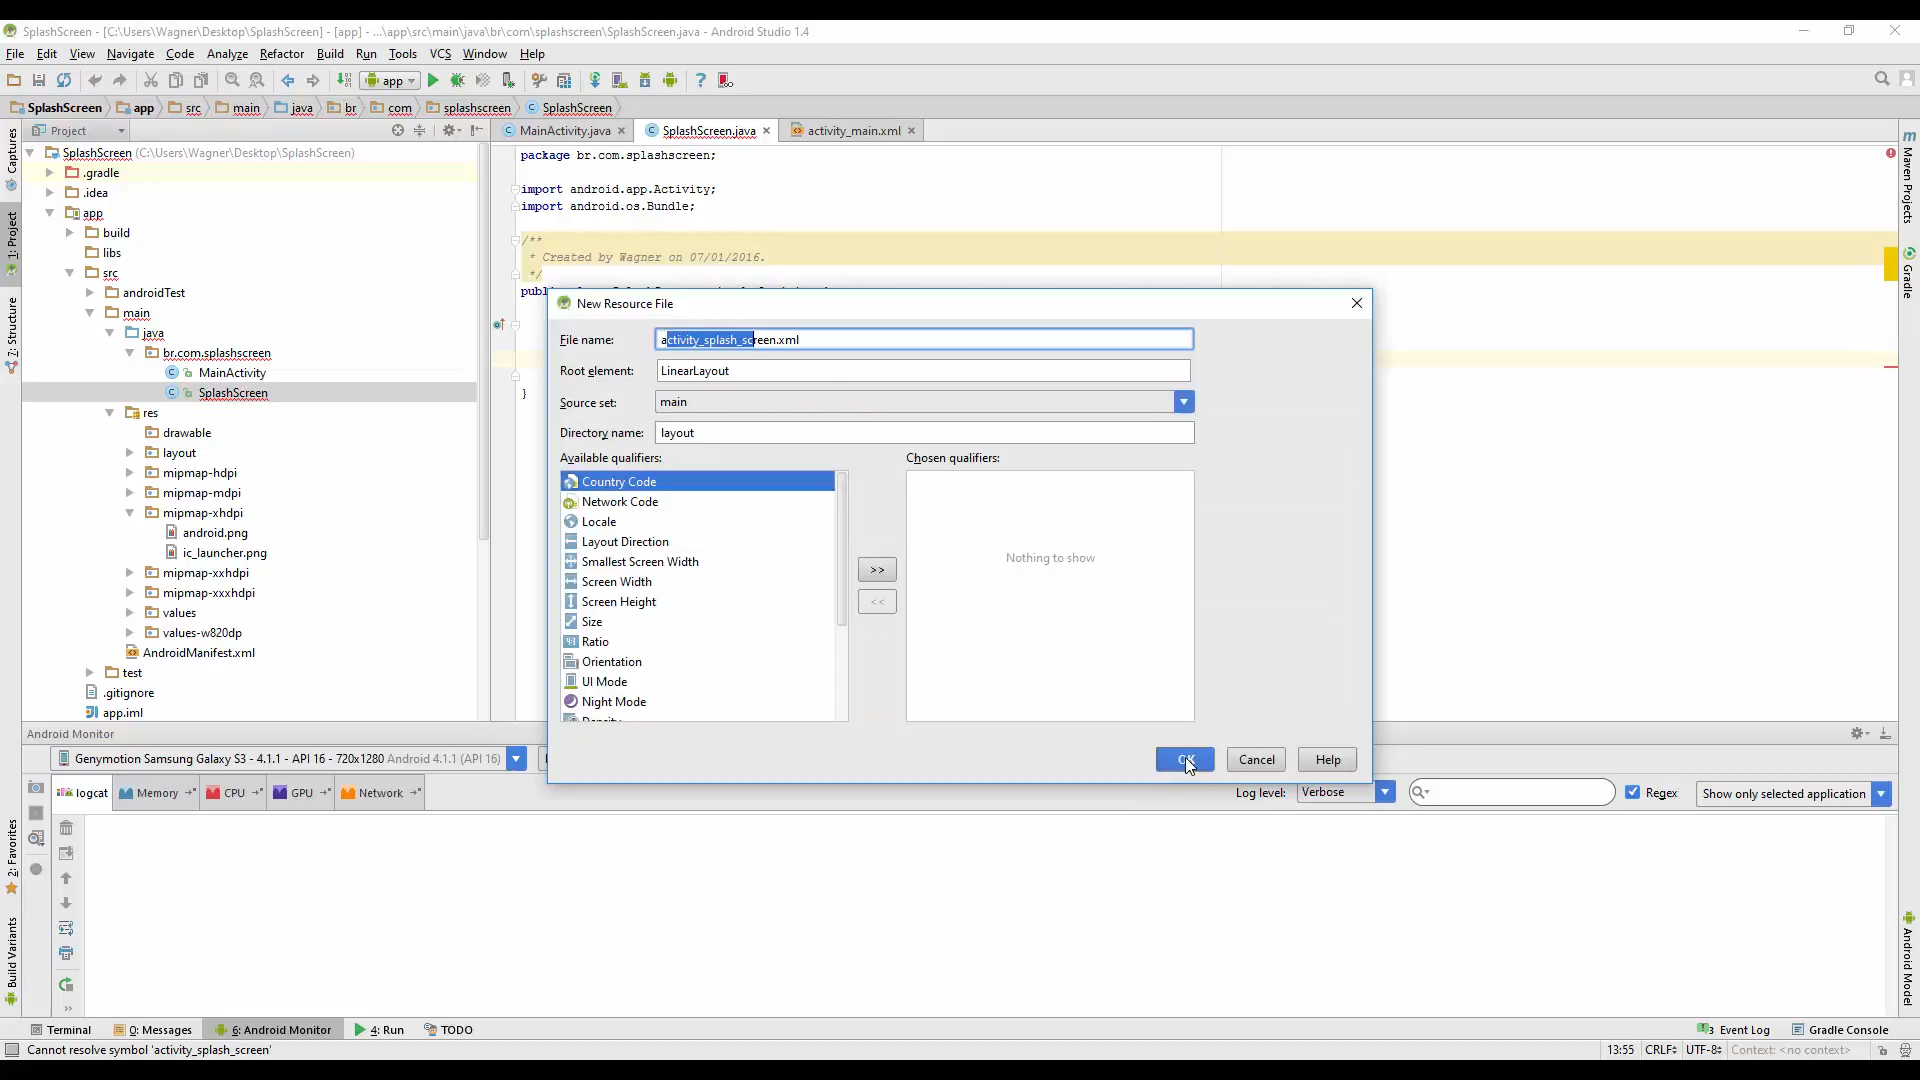 SplashScreen - [C:\Users\Wagner\Desktop\SplashScreen] - [app] - ...\app\src\main\java\br\com\splashscreen\SplashScreen.java - Android Studio 1.4
File Edit View Navigate Code Analyze Refactor Build Run Tools VCS Window Help
app
SplashScreen app src main java br com splashscreen SplashScreen
Project
MainActivity.java SplashScreen.java activity_main.xml
Captures
1: Project
7: Structure
2: Favorites
Build Variants
SplashScreen (C:\Users\Wagner\Desktop\SplashScreen)
.gradle
.idea
app
build
libs
src
androidTest
main
java
br.com.splashscreen
MainActivity
SplashScreen
res
drawable
layout
mipmap-hdpi
mipmap-mdpi
mipmap-xhdpi
android.png
ic_launcher.png
mipmap-xxhdpi
mipmap-xxxhdpi
values
values-w820dp
AndroidManifest.xml
test
.gitignore
app.iml
package br.com.splashscreen;
import android.app.Activity;
import android.os.Bundle;
/**
* Created by Wagner on 07/01/2016.
*/
}
New Resource File
File name: activity_splash_screen.xml
Root element: LinearLayout
Source set: main
Directory name: layout
Available qualifiers:
Chosen qualifiers:
Country Code
Network Code
Locale
Layout Direction
Smallest Screen Width
Screen Width
Screen Height
Size
Ratio
Orientation
UI Mode
Night Mode
Density
>>
<<
Nothing to show
OK Cancel Help
Maven Projects
Gradle
Android Model
Android Monitor
Genymotion Samsung Galaxy S3 - 4.1.1 - API 16 - 720x1280 Android 4.1.1 (API 16)
logcat Memory CPU GPU Network
Log level: Verbose Regex Show only selected application
Terminal 0: Messages 6: Android Monitor 4: Run TODO
3 Event Log Gradle Console
Cannot resolve symbol 'activity_splash_screen'
13:55 CRLF UTF-8 Context: <no context>